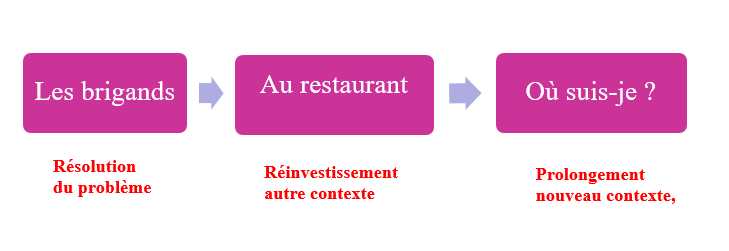 Les brigands
Au restaurant
Où suis-je ?
Résolution
du problème
Réinvestissement
autre contexte
Prolongement
nouveau contexte,